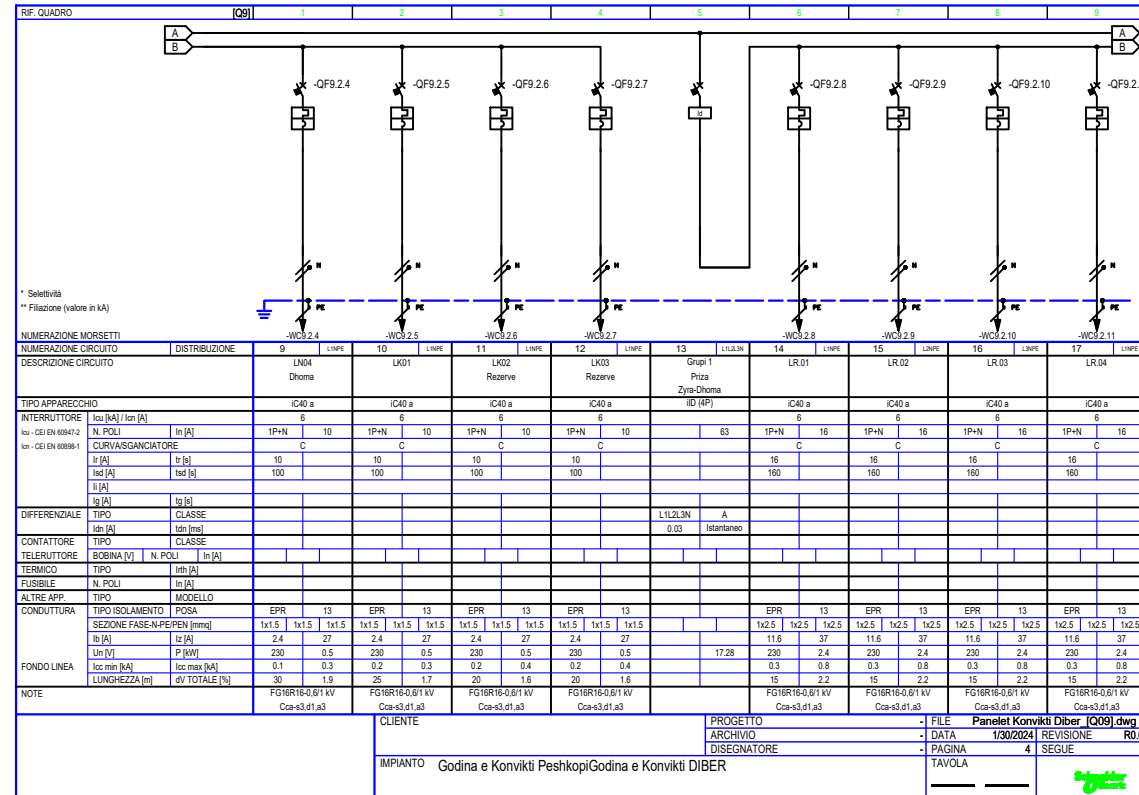 RIF. QUADRO [Q9] 1 2 3 4 5 6 7 8 9
A A
B B
-QF9.2.4 -QF9.2.5 -QF9.2.6 -QF9.2.7 -QF9.2.8 -QF9.2.9 -QF9.2.10 -QF9.2.
Id
N N N N N N N N
* Selettività
** Filiazione (valore in kA)
PE PE PE PE PE PE PE PE
NUMERAZIONE MORSETTI -WC9.2.4 -WC9.2.5 -WC9.2.6 -WC9.2.7 -WC9.2.8 -WC9.2.9 -WC9.2.10 -WC9.2.11
NUMERAZIONE CIRCUITO DISTRIBUZIONE 9 L1NPE 10 L1NPE 11 L1NPE 12 L1NPE 13 L1L2L3N 14 L1NPE 15 L2NPE 16 L3NPE 17 L1NPE
DESCRIZIONE CIRCUITO LN04 LK01 LK02 LK03 Grupi 1 LR.01 LR.02 LR.03 LR.04
Dhoma Rezerve Rezerve Priza
Zyra-Dhoma
TIPO APPARECCHIO iC40 a iC40 a iC40 a iC40 a iID (4P) iC40 a iC40 a iC40 a iC40 a
INTERRUTTORE Icu [kA] / Icn [A] 6 6 6 6 6 6 6 6
Icu - CEI EN 60947-2 N. POLI In [A] 1P+N 10 1P+N 10 1P+N 10 1P+N 10 63 1P+N 16 1P+N 16 1P+N 16 1P+N 16
Icn - CEI EN 60898-1 CURVA/SGANCIATORE C C C C C C C C
Ir [A] tr [s] 10 10 10 10 16 16 16 16
Isd [A] tsd [s] 100 100 100 100 160 160 160 160
Ii [A]
Ig [A] tg [s]
DIFFERENZIALE TIPO CLASSE L1L2L3N A
Idn [A] tdn [ms] 0.03 Istantaneo
CONTATTORE TIPO CLASSE
TELERUTTORE BOBINA [V] N. POLI In [A]
TERMICO TIPO Irth [A]
FUSIBILE N. POLI In [A]
ALTRE APP. TIPO MODELLO
CONDUTTURA TIPO ISOLAMENTO POSA EPR 13 EPR 13 EPR 13 EPR 13 EPR 13 EPR 13 EPR 13 EPR 13
SEZIONE FASE-N-PE/PEN [mmq] 1x1.5 1x1.5 1x1.5 1x1.5 1x1.5 1x1.5 1x1.5 1x1.5 1x1.5 1x1.5 1x1.5 1x1.5 1x2.5 1x2.5 1x2.5 1x2.5 1x2.5 1x2.5 1x2.5 1x2.5 1x2.5 1x2.5 1x2.5 1x2.5
Ib [A] Iz [A] 2.4 27 2.4 27 2.4 27 2.4 27 11.6 37 11.6 37 11.6 37 11.6 37
Un [V] P [kW] 230 0.5 230 0.5 230 0.5 230 0.5 17.28 230 2.4 230 2.4 230 2.4 230 2.4
FONDO LINEA Icc min [kA] Icc max [kA] 0.1 0.3 0.2 0.3 0.2 0.4 0.2 0.4 0.3 0.8 0.3 0.8 0.3 0.8 0.3 0.8
LUNGHEZZA [m] dV TOTALE [%] 30 1.9 25 1.7 20 1.6 20 1.6 15 2.2 15 2.2 15 2.2 15 2.2
NOTE FG16R16-0,6/1 kV FG16R16-0,6/1 kV FG16R16-0,6/1 kV FG16R16-0,6/1 kV FG16R16-0,6/1 kV FG16R16-0,6/1 kV FG16R16-0,6/1 kV FG16R16-0,6/1 kV
Cca-s3,d1,a3 Cca-s3,d1,a3 Cca-s3,d1,a3 Cca-s3,d1,a3 Cca-s3,d1,a3 Cca-s3,d1,a3 Cca-s3,d1,a3 Cca-s3,d1,a3
CLIENTE PROGETTO - FILE Panelet Konvikti Diber_[Q09].dwg
ARCHIVIO - DATA 1/30/2024 REVISIONE R0.
DISEGNATORE - PAGINA 4 SEGUE
IMPIANTO Godina e Konvikti PeshkopiGodina e Konvikti DIBER TAVOLA
Schneider Electric